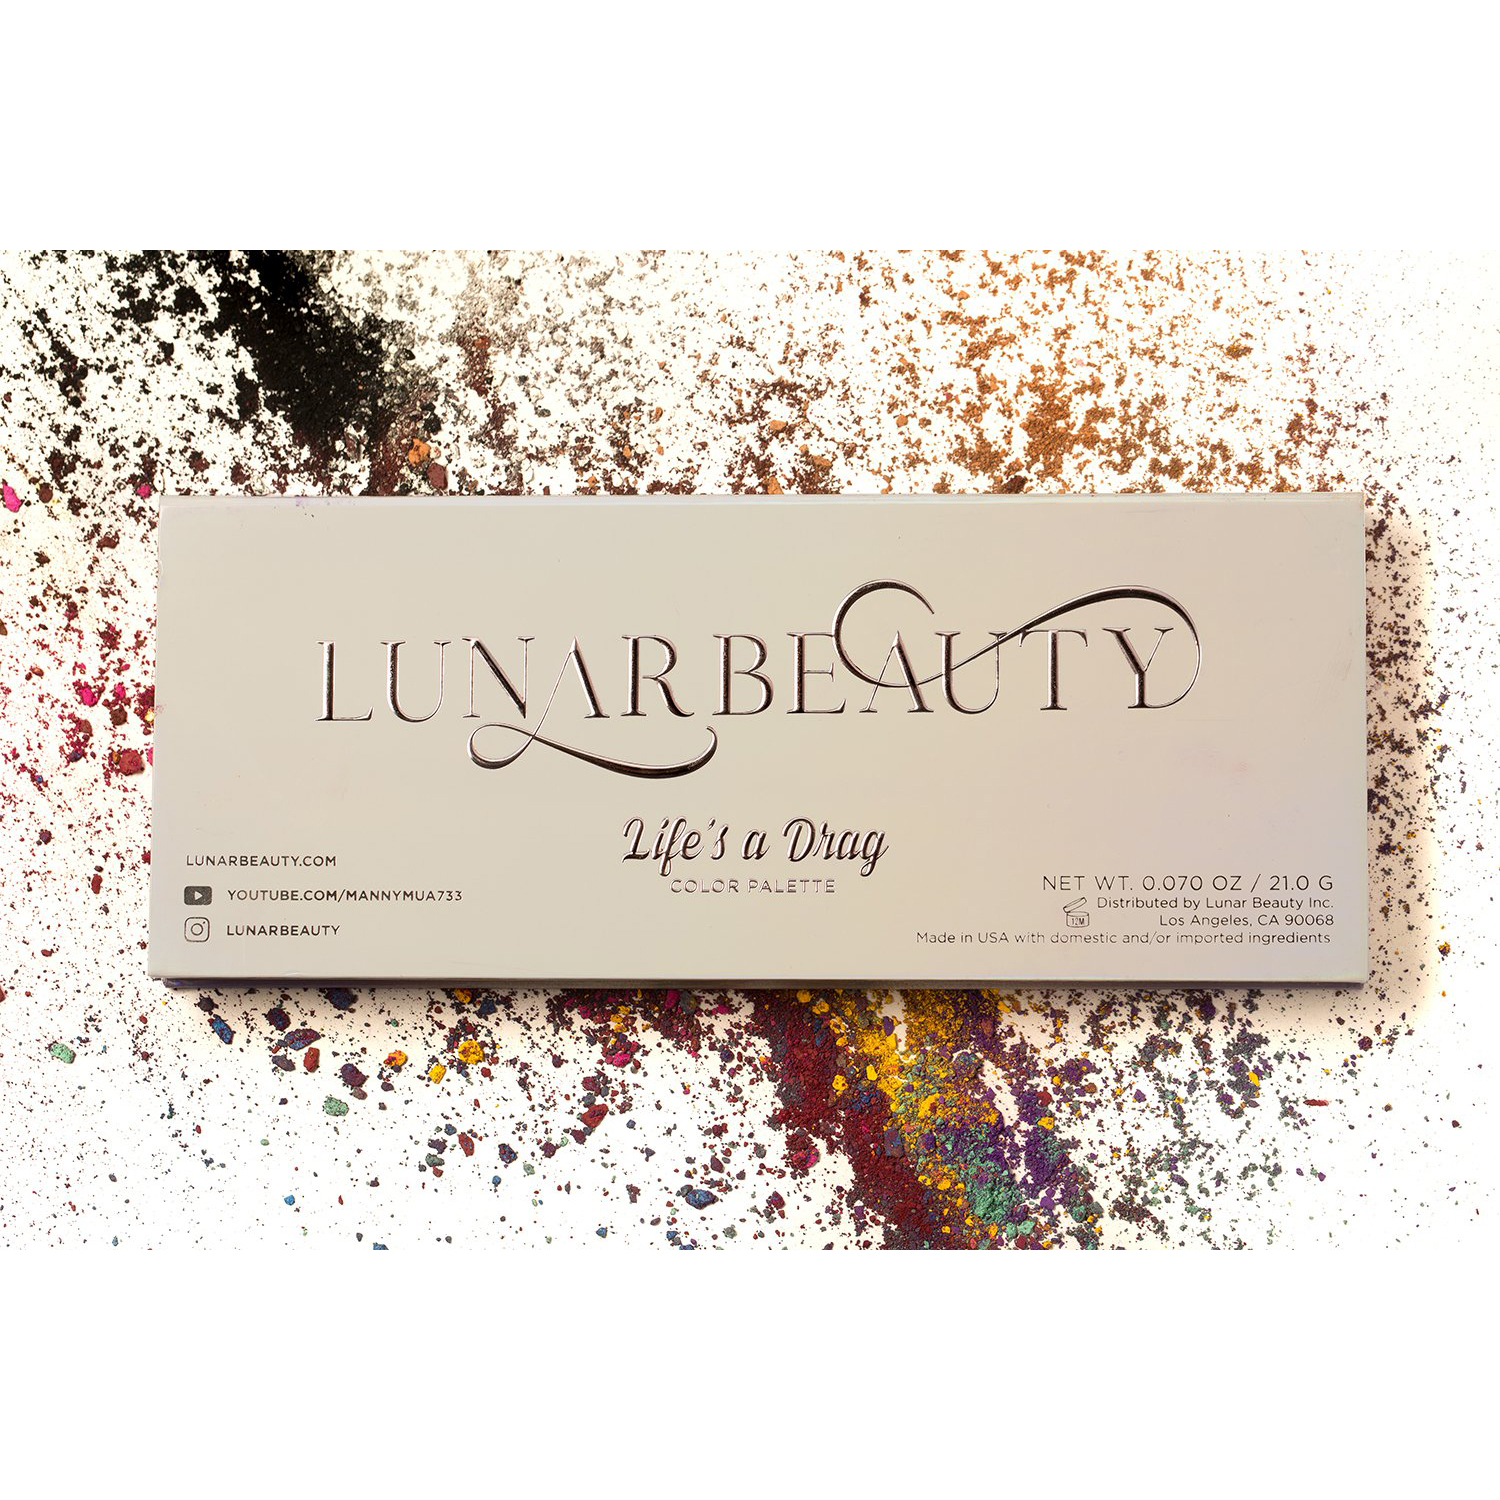 LUNARBEAUTY
Life's a Drag
COLOR PALETTE
LUNARBEAUTY.COM
YOUTUBE.COM/MANNYMUA733
LUNARBEAUTY
NET WT. 0.070 OZ / 21.0 G
12M
Distributed by Lunar Beauty Inc.
Los Angeles, CA 90068
Made in USA with domestic and/or imported ingredients